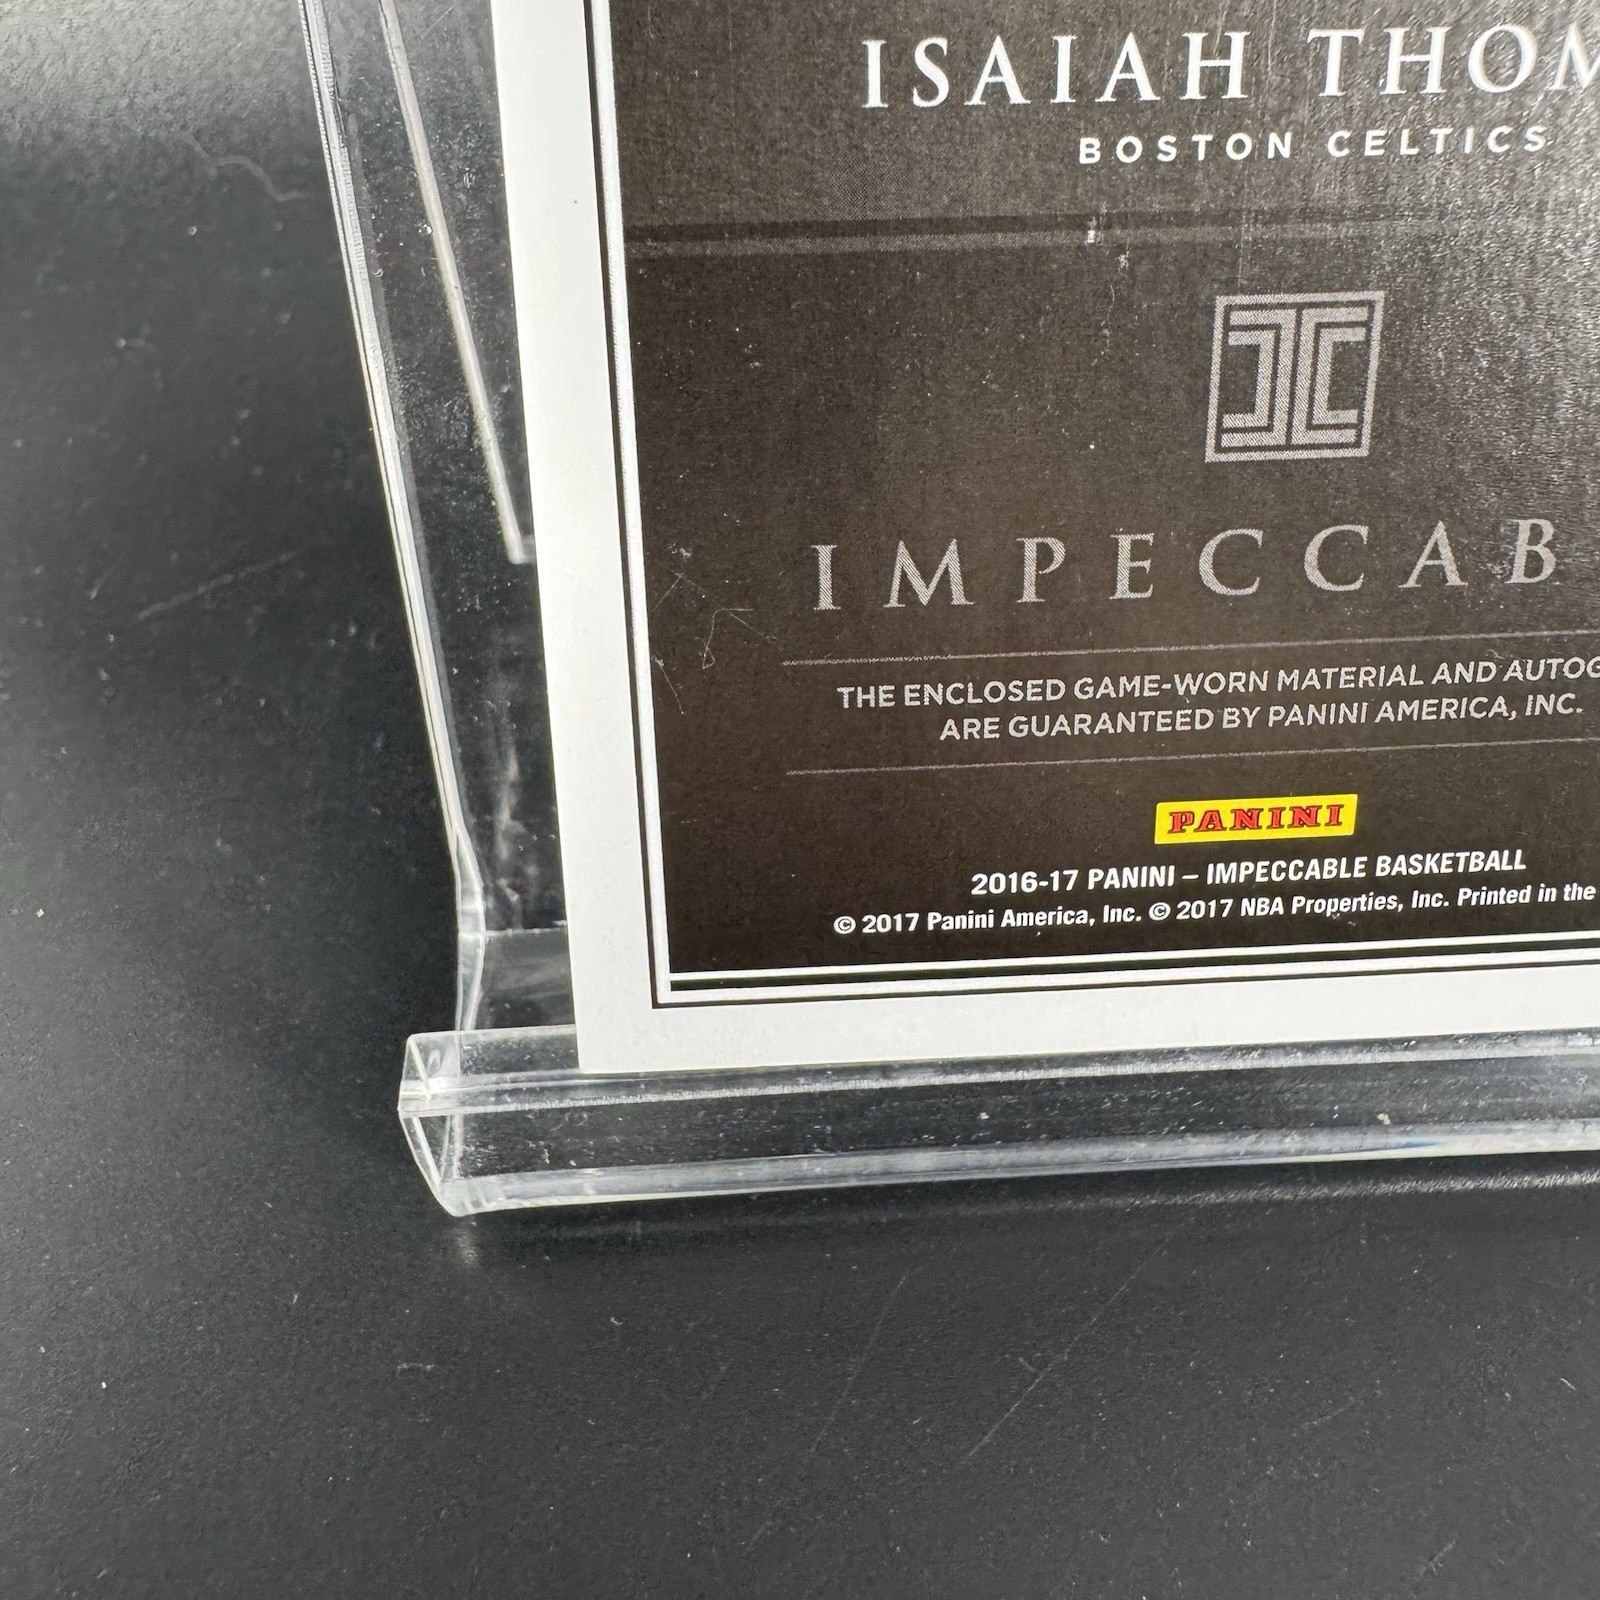 ISAIAH THOM
BOSTON CELTICS
IMPECCAB
THE ENCLOSED GAME-WORN MATERIAL AND AUTOG
ARE GUARANTEED BY PANINI AMERICA, INC.
PANINI
2016-17 PANINI – IMPECCABLE BASKETBALL
© 2017 Panini America, Inc. © 2017 NBA Properties, Inc. Printed in the